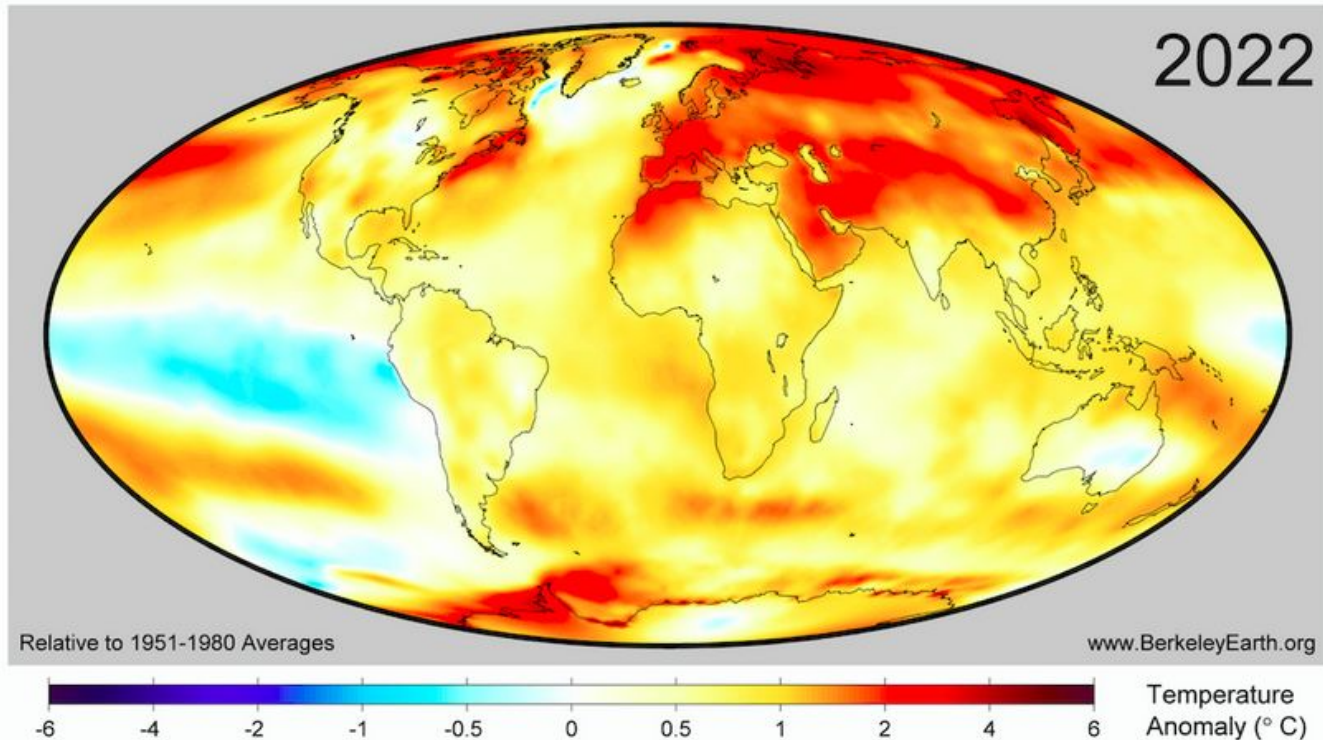 2022
Relative to 1951-1980 Averages
www.BerkeleyEarth.org
-6 -4 -2 -1 -0.5 0 0.5 1 2 4 6
Temperature
Anomaly (° C)